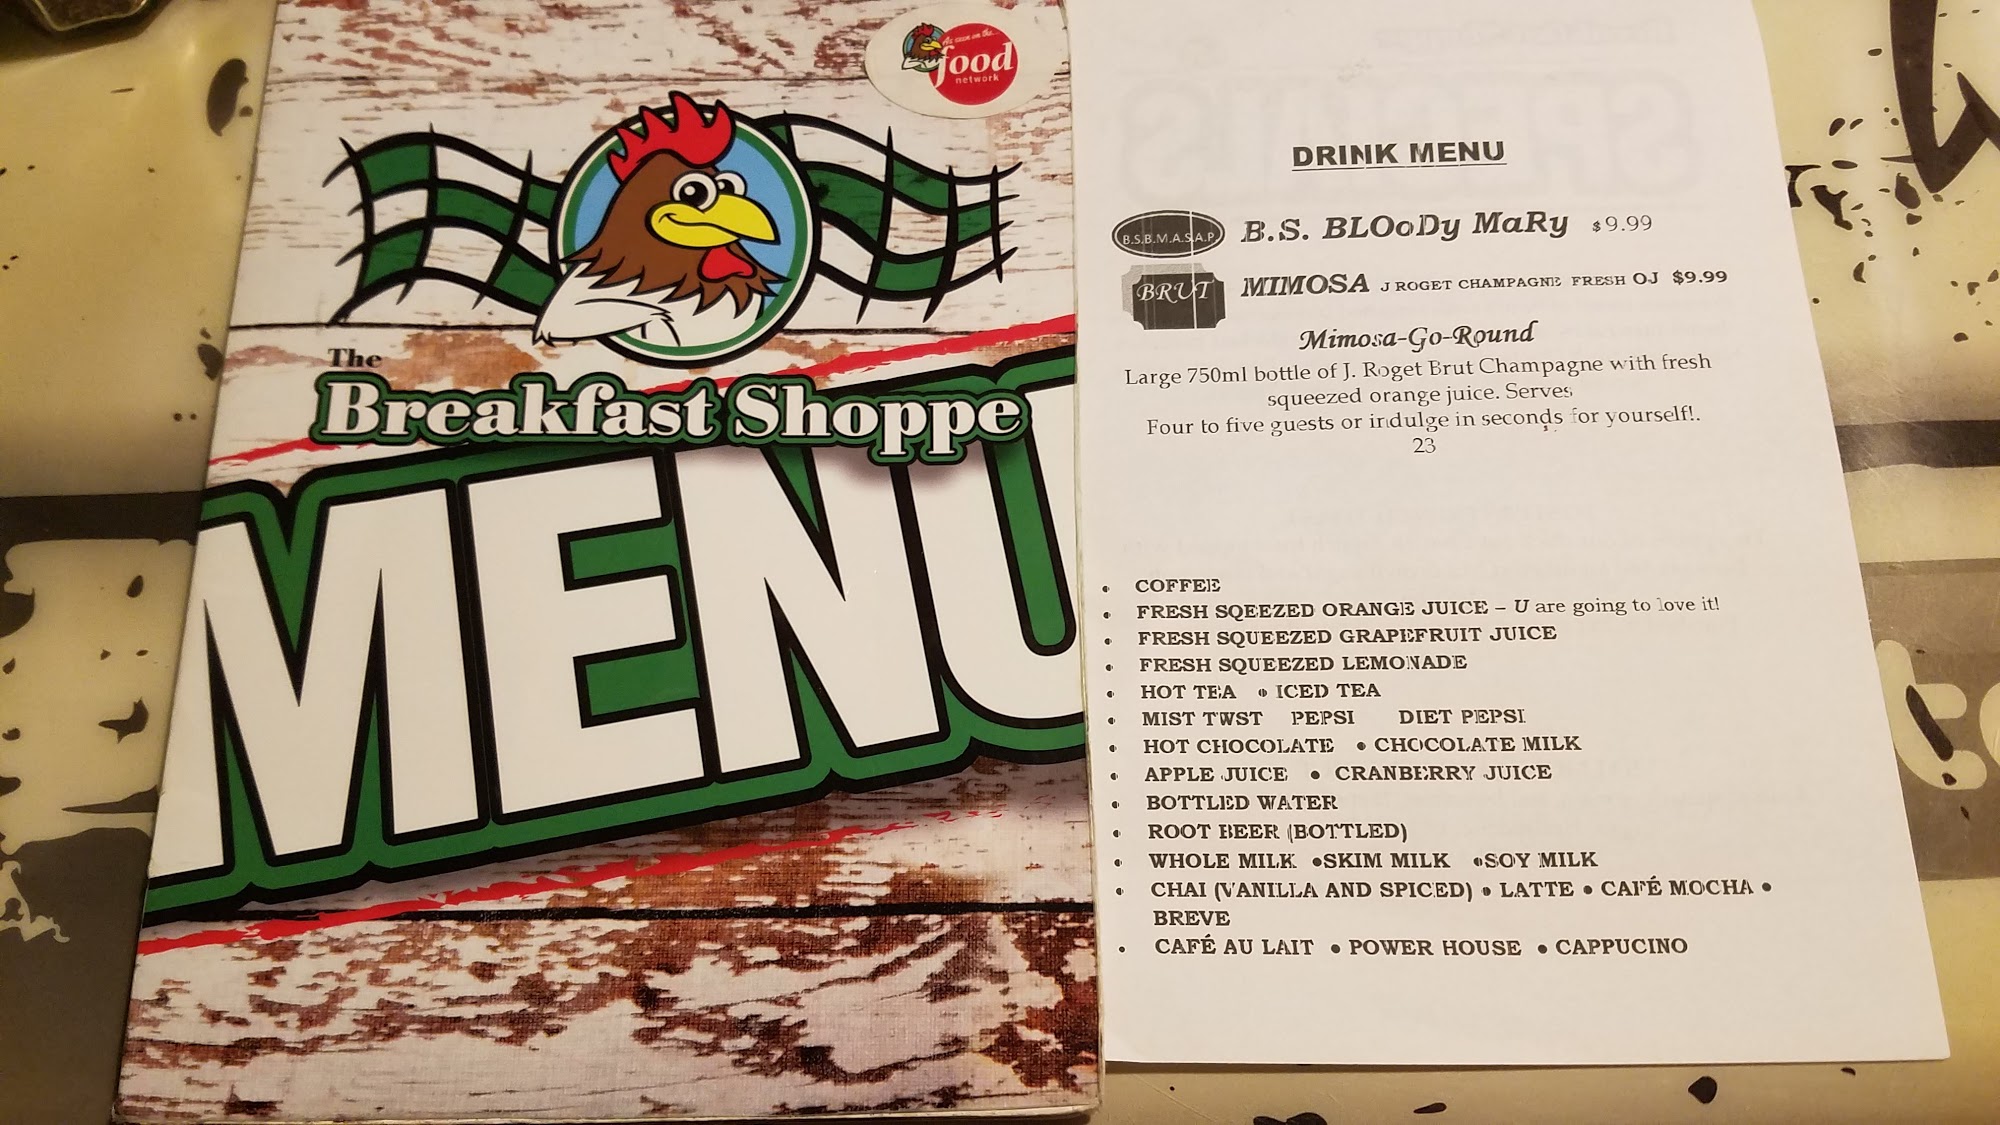 As seen on the...
food
network
The
Breakfast Shoppe
MENU
DRINK MENU
B.S.B.M.A.S.A.P
B.S. BLOoDy MaRy $9.99
BRUT
MIMOSA J ROGET CHAMPAGNE FRESH OJ $9.99
Mimosa-Go-Round
Large 750ml bottle of J. Roget Brut Champagne with fresh
squeezed orange juice. Serves
Four to five guests or indulge in seconds for yourself!.
23
• COFFEE
• FRESH SQEEZED ORANGE JUICE – U are going to love it!
• FRESH SQUEEZED GRAPEFRUIT JUICE
• FRESH SQUEEZED LEMONADE
• HOT TEA • ICED TEA
• MIST TWST PEPSI DIET PEPSI
• HOT CHOCOLATE • CHOCOLATE MILK
• APPLE JUICE • CRANBERRY JUICE
• BOTTLED WATER
• ROOT BEER (BOTTLED)
• WHOLE MILK •SKIM MILK •SOY MILK
• CHAI (VANILLA AND SPICED) • LATTE • CAFÉ MOCHA •
BREVE
• CAFÉ AU LAIT • POWER HOUSE • CAPPUCINO